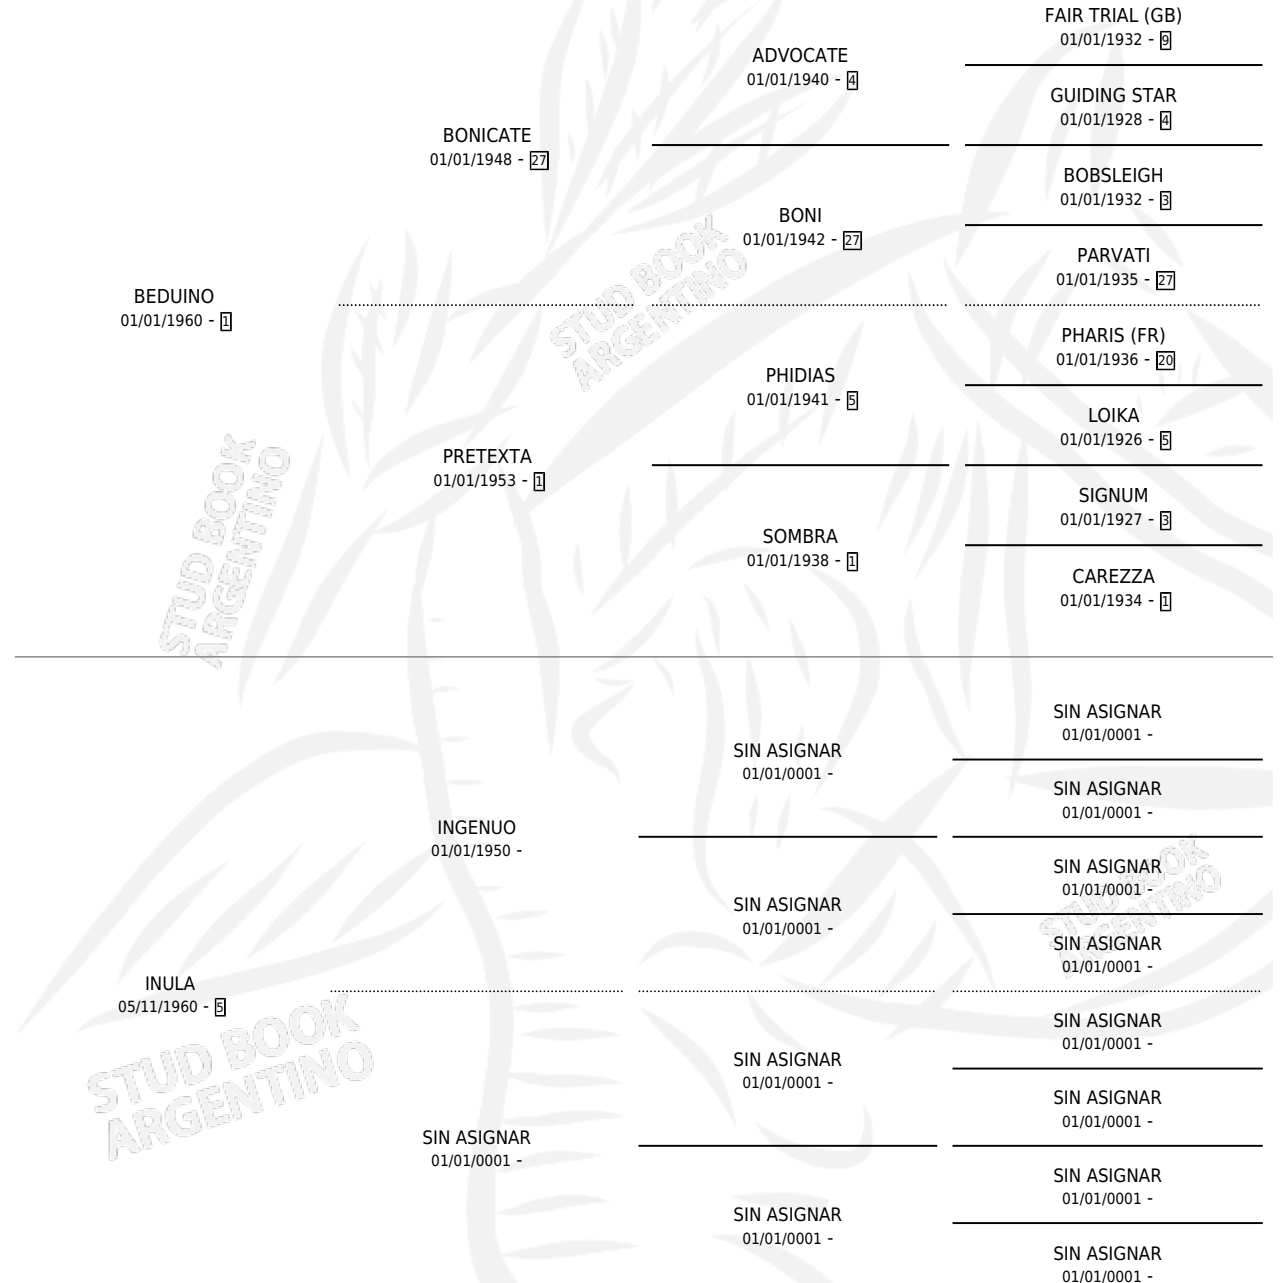 FAIR TRIAL (GB)
01/01/1932 - 9
ADVOCATE
01/01/1940 - 4
GUIDING STAR
01/01/1928 - 4
BONICATE
01/01/1948 - 27
BOBSLEIGH
01/01/1932 - 3
BONI
01/01/1942 - 27
PARVATI
01/01/1935 - 27
BEDUINO
01/01/1960 - 1
PHARIS (FR)
01/01/1936 - 20
PHIDIAS
01/01/1941 - 5
LOIKA
01/01/1926 - 5
PRETEXTA
01/01/1953 - 1
SIGNUM
01/01/1927 - 3
SOMBRA
01/01/1938 - 1
CAREZZA
01/01/1934 - 1
SIN ASIGNAR
01/01/0001 -
SIN ASIGNAR
01/01/0001 -
SIN ASIGNAR
01/01/0001 -
INGENUO
01/01/1950 -
SIN ASIGNAR
01/01/0001 -
SIN ASIGNAR
01/01/0001 -
SIN ASIGNAR
01/01/0001 -
INULA
05/11/1960 - 5
SIN ASIGNAR
01/01/0001 -
SIN ASIGNAR
01/01/0001 -
SIN ASIGNAR
01/01/0001 -
SIN ASIGNAR
01/01/0001 -
SIN ASIGNAR
01/01/0001 -
SIN ASIGNAR
01/01/0001 -
SIN ASIGNAR
01/01/0001 -
STUD BOOK
ARGENTINO
STUD BOOK
ARGENTINO
STUD BOOK
ARGENTINO
STUD BOOK
ARGENTINO